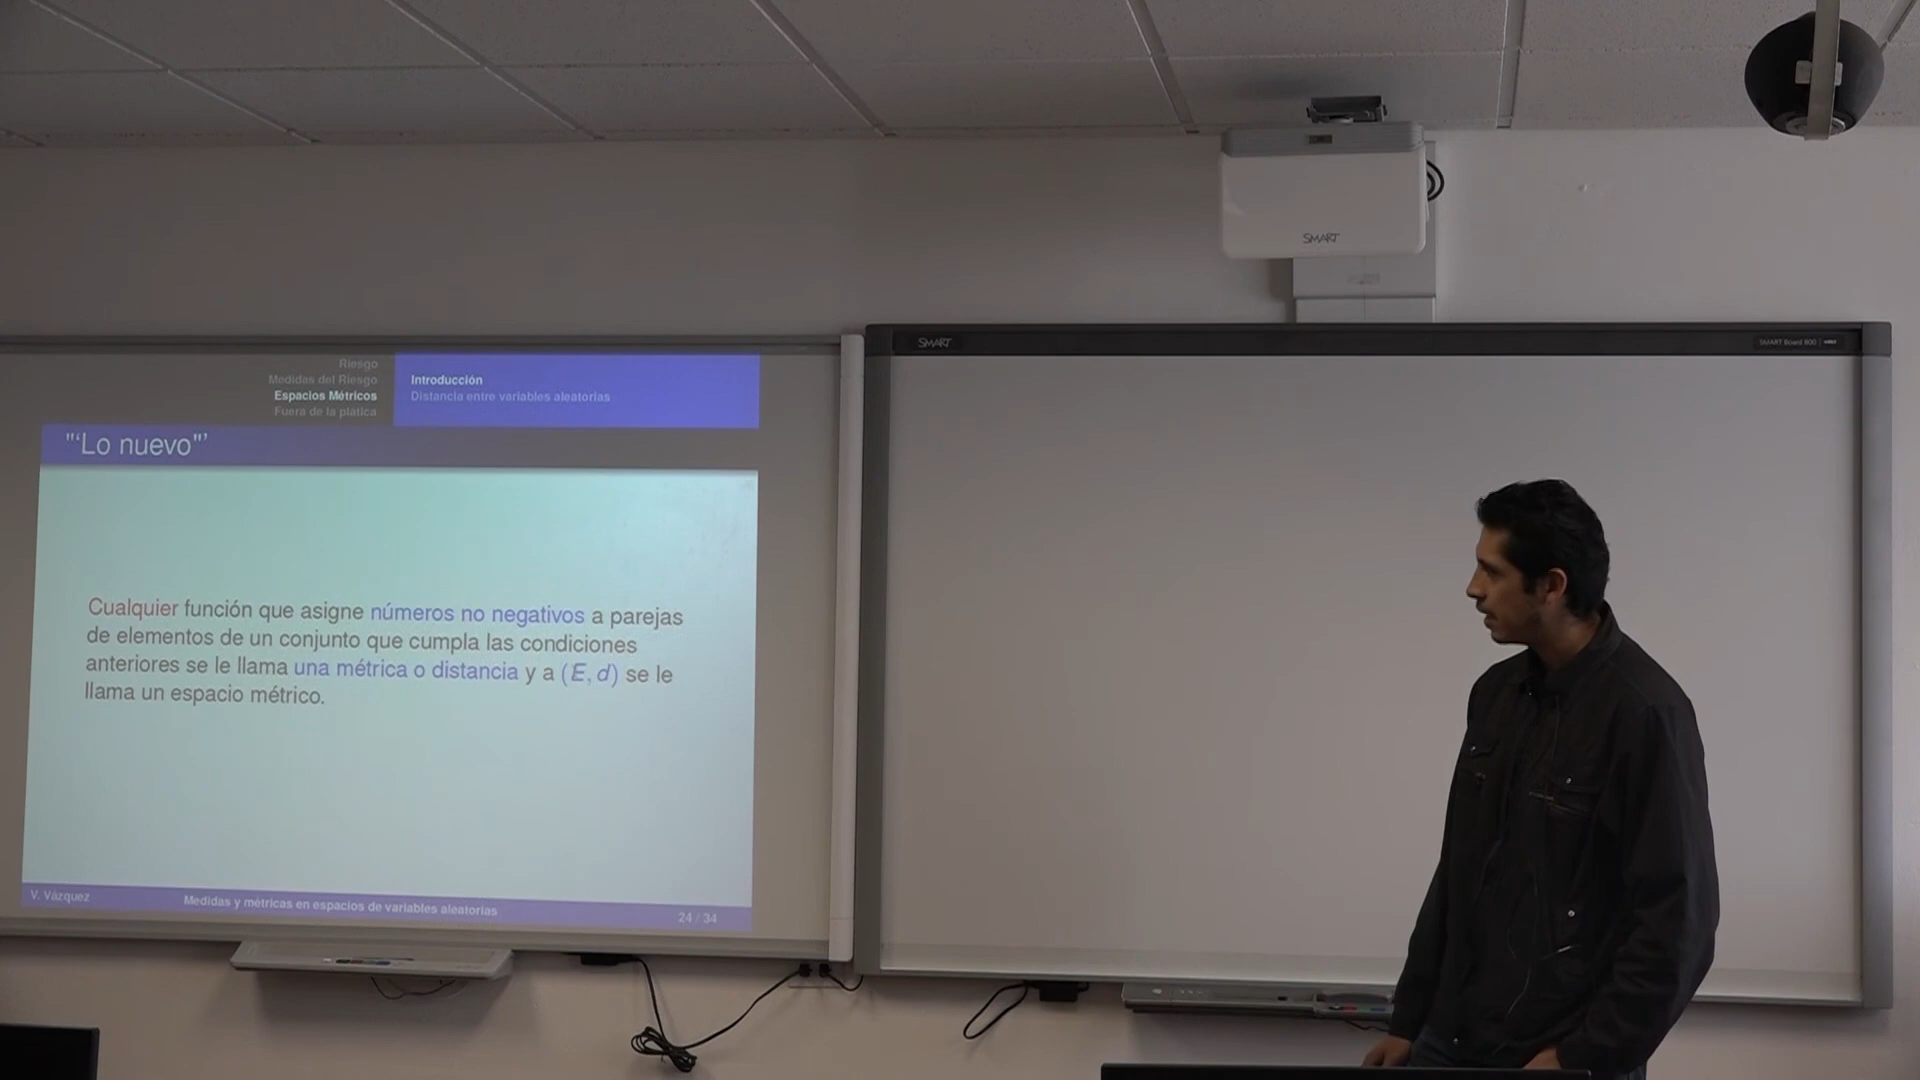 SMART
SMART
SMART Board 800
Riesgo
Medidas del Riesgo
Espacios Métricos
Fuera de la plática
Introducción
Distancia entre variables aleatorias
"‘Lo nuevo"’
Cualquier función que asigne números no negativos a parejas
de elementos de un conjunto que cumpla las condiciones
anteriores se le llama una métrica o distancia y a (E, d) se le
llama un espacio métrico.
V. Vázquez
Medidas y métricas en espacios de variables aleatorias
24 / 34